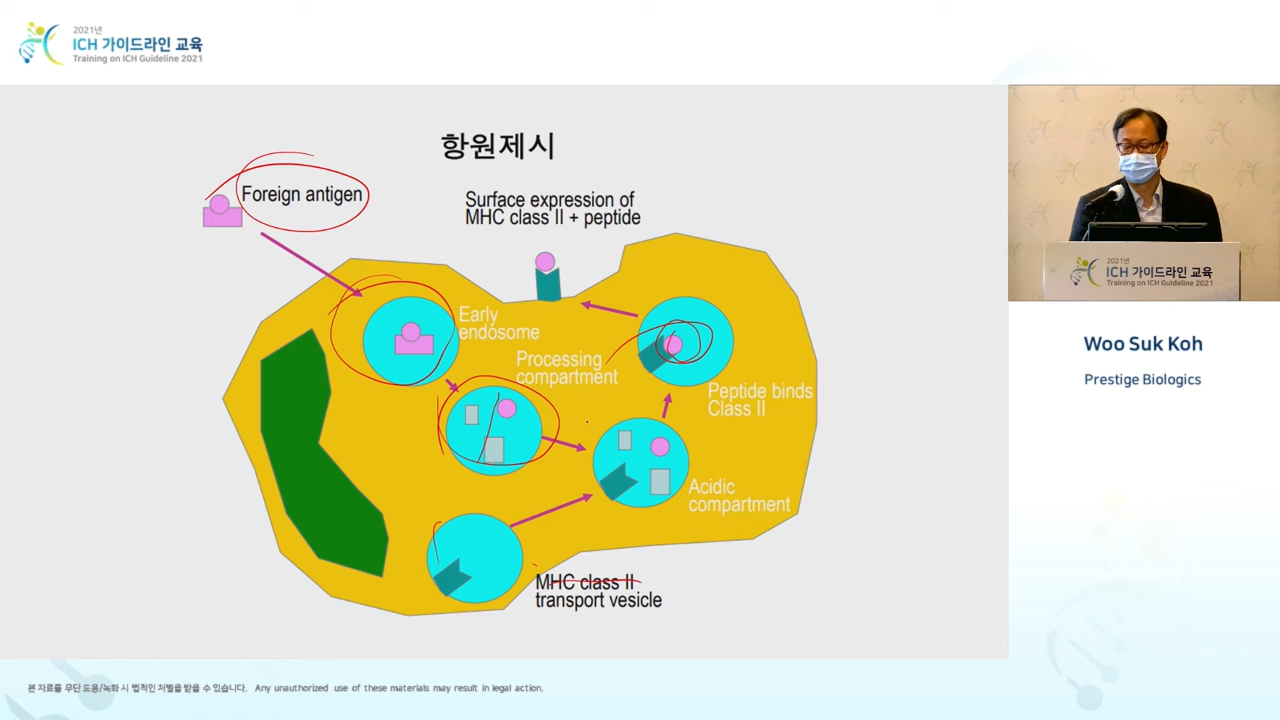 2021년
ICH 가이드라인 교육
Training on ICH Guideline 2021
항원제시
Foreign antigen
Surface expression of
MHC class II + peptide
Early
endosome
Processing
compartment
Peptide binds
Class II
Acidic
compartment
MHC class II
transport vesicle
2021년
ICH 가이드라인 교육
Training on ICH Guideline 2021
Woo Suk Koh
Prestige Biologics
본 자료를 무단 도용/녹화 시 법적인 처벌을 받을 수 있습니다. Any unauthorized use of these materials may result in legal action.